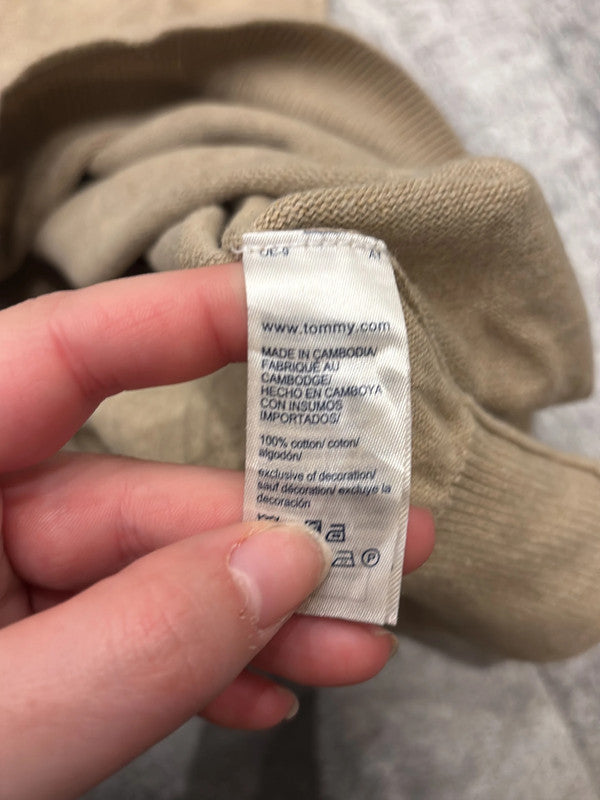 www.tommy.com
MADE IN CAMBODIA/
FABRIQUÉ AU
CAMBODGE/
HECHO EN CAMBOYA
CON INSUMOS
IMPORTADOS/
100% cotton/ coton/
algodón/
exclusive of decoration/
sauf décoration/ excluye la
decoración
P